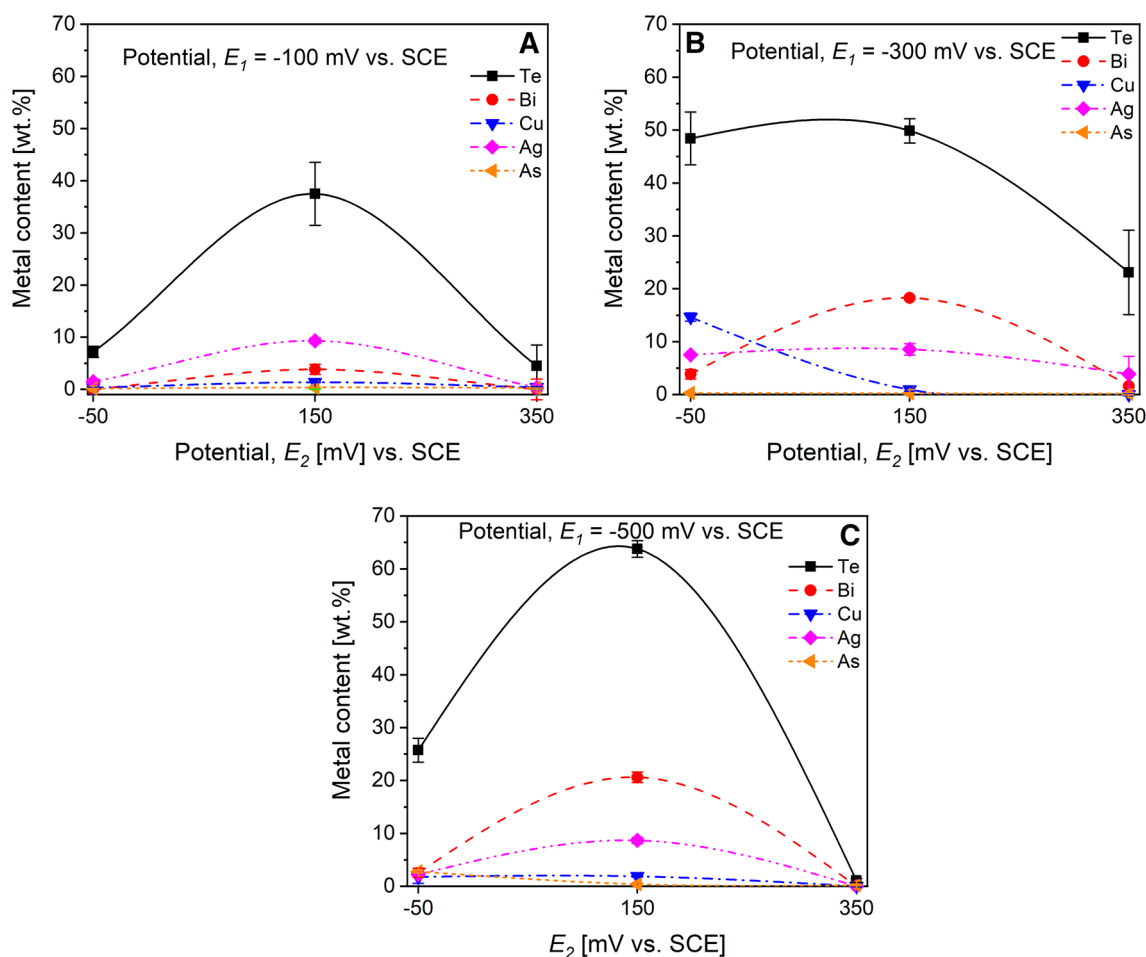 A
Potential, E1 = -100 mV vs. SCE
Te
Bi
Cu
Ag
As
70
60
50
40
30
20
10
0
Metal content [wt.%]
-50
150
350
Potential, E2 [mV] vs. SCE
B
Potential, E1 = -300 mV vs. SCE
Te
Bi
Cu
Ag
As
70
60
50
40
30
20
10
0
Metal content [wt.%]
-50
150
350
Potential, E2 [mV vs. SCE]
C
Potential, E1 = -500 mV vs. SCE
Te
Bi
Cu
Ag
As
70
60
50
40
30
20
10
0
Metal content [wt.%]
-50
150
350
E2 [mV vs. SCE]